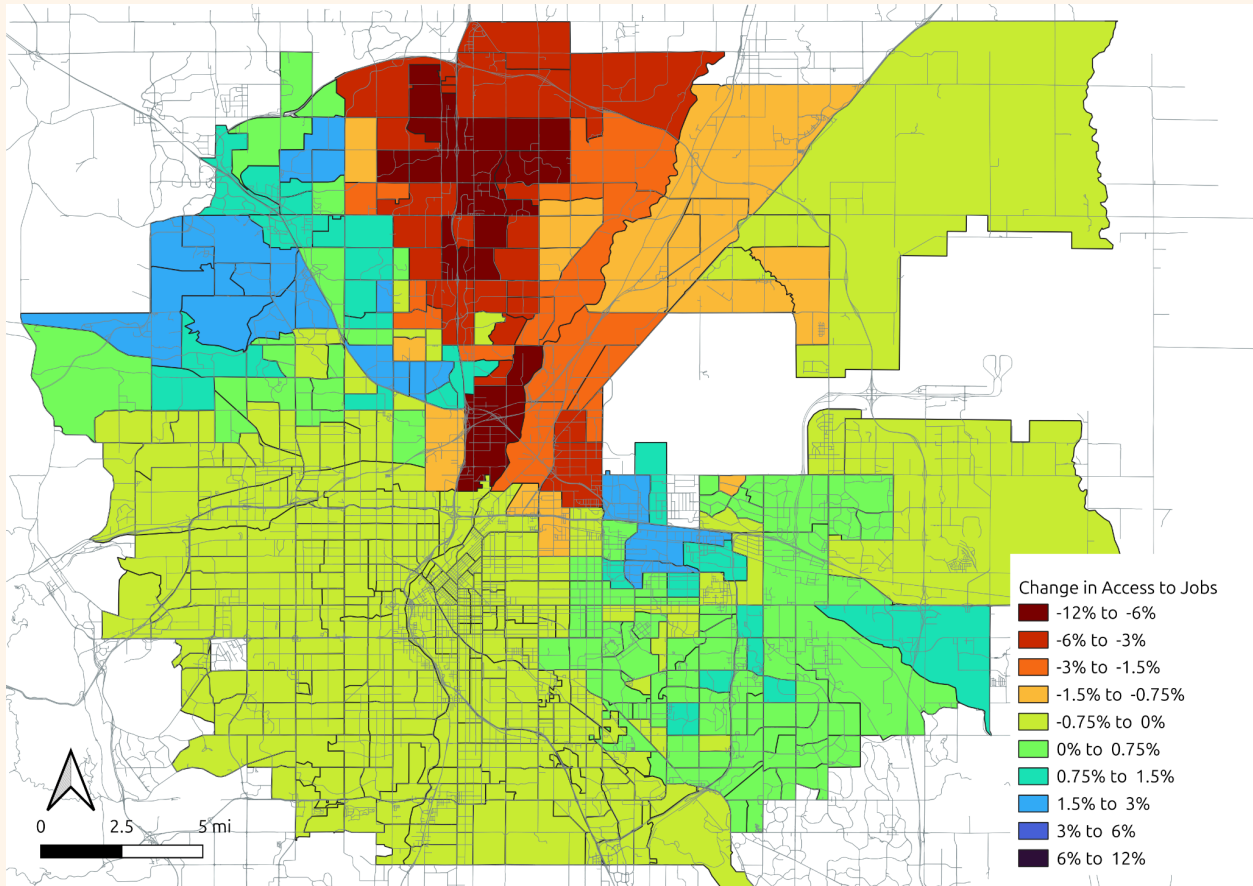 Change in Access to Jobs
-12% to -6%
-6% to -3%
-3% to -1.5%
-1.5% to -0.75%
-0.75% to 0%
0% to 0.75%
0.75% to 1.5%
1.5% to 3%
3% to 6%
6% to 12%
0 2.5 5 mi